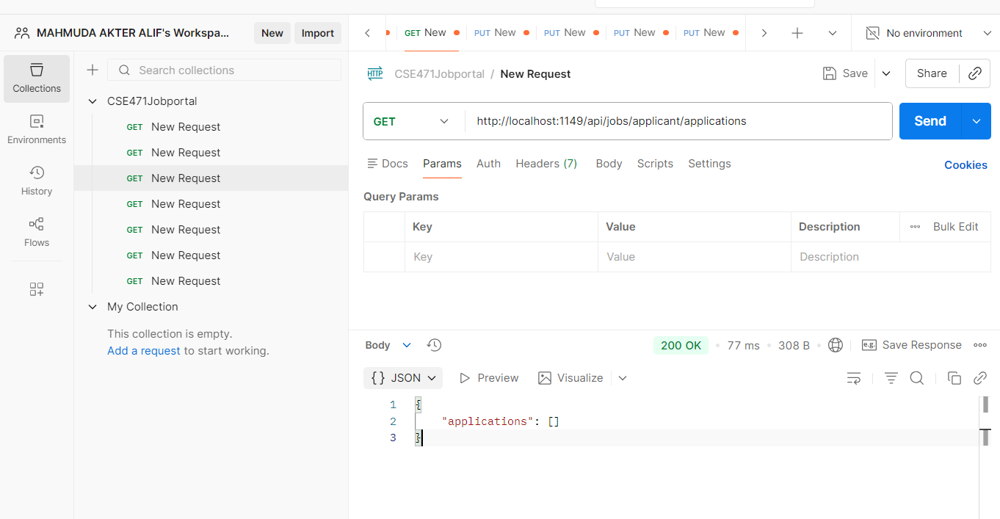 MAHMUDA AKTER ALIF's Workspa...
New
Import
GET New
PUT New
PUT New
PUT New
PUT New
No environment
Collections
Environments
History
Flows
Search collections
CSE471Jobportal
GET New Request
GET New Request
GET New Request
GET New Request
GET New Request
GET New Request
GET New Request
My Collection
This collection is empty.
Add a request to start working.
HTTP
CSE471Jobportal / New Request
Save
Share
GET
http://localhost:1149/api/jobs/applicant/applications
Send
Docs
Params
Auth
Headers (7)
Body
Scripts
Settings
Cookies
Query Params
Key
Value
Description
Bulk Edit
Key
Value
Description
Body
200 OK
77 ms
308 B
e.g.
Save Response
{} JSON
Preview
Visualize
1 {
2 "applications": []
3 }